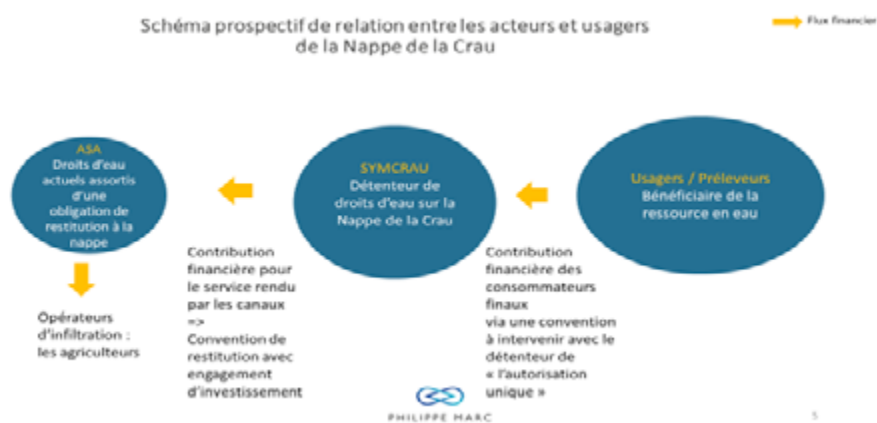 Schéma prospectif de relation entre les acteurs et usagers
de la Nappe de la Crau
Flux financier
ASA
Droits d'eau
actuels assortis
d'une
obligation de
restitution à la
nappe
SYMCRAU
Détenteur de
droits d'eau sur la
Nappe de la Crau
Usagers / Préleveurs
Bénéficiaire de la
ressource en eau
Opérateurs
d'infiltration :
les agriculteurs
Contribution
financière pour
le service rendu
par les canaux
=>
Convention de
restitution avec
engagement
d'investissement
Contribution
financière des
consommateurs
finaux
via une convention
à intervenir avec le
détenteur de
« l'autorisation
unique »
PHILIPPE MARC
5